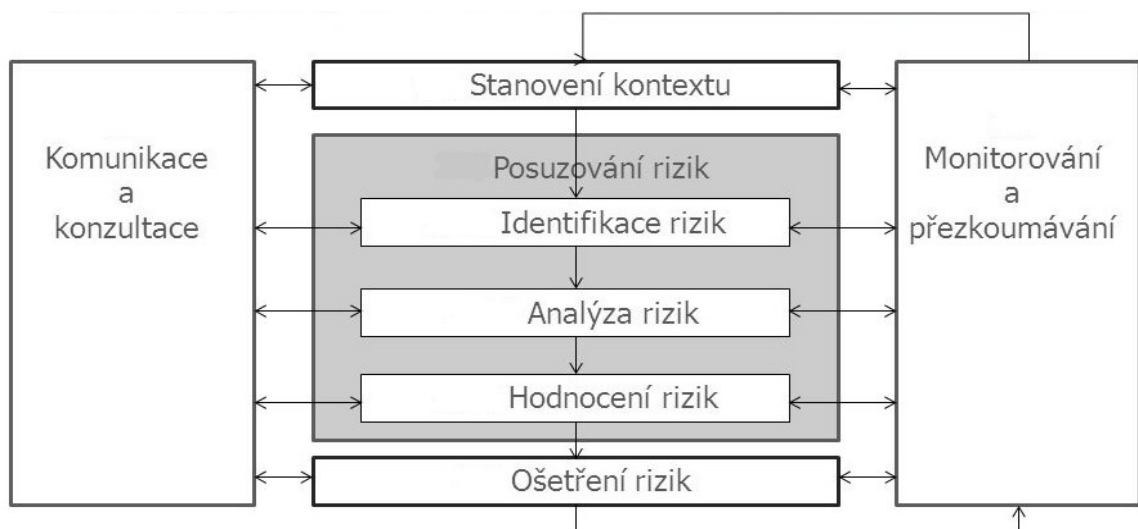 Stanovení kontextu
Komunikace
a
konzultace
Posuzování rizik
Identifikace rizik
Analýza rizik
Hodnocení rizik
Ošetření rizik
Monitorování
a
přezkoumávání